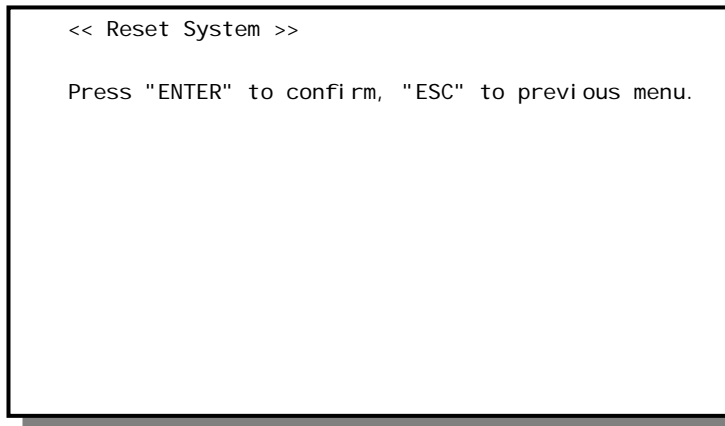 << Reset System >>
Press "ENTER" to confirm, "ESC" to previous menu.